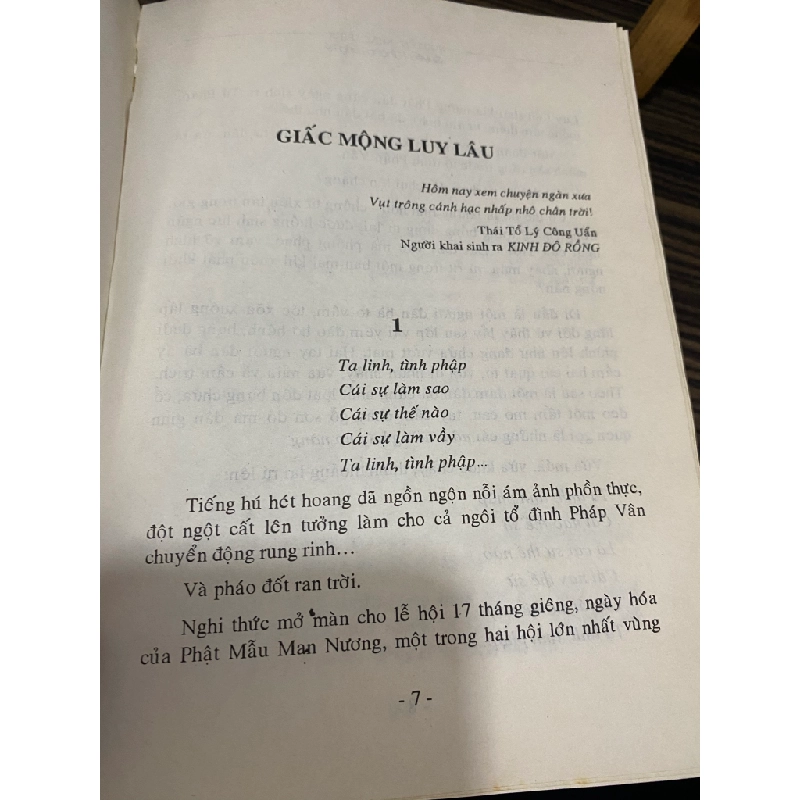 GIẤC MỘNG LUY LÂU
Hôm nay xem chuyện ngàn xưa
Vụt trông cánh hạc nhấp nhô chân trời!
Thái Tổ Lý Công Uẩn
Người khai sinh ra KINH ĐÔ RỒNG
1
Ta linh, tình phập
Cái sự làm sao
Cái sự thế nào
Cái sự làm vầy
Ta linh, tình phập...
Tiếng hú hét hoang dã ngồn ngộn nỗi ám ảnh phồn thực,
đột ngột cất lên tưởng làm cho cả ngôi tổ đình Pháp Vân
chuyển động rung rinh...
Và pháo đốt ran trời.
Nghi thức mở màn cho lễ hội 17 tháng giêng, ngày hóa
của Phật Mẫu Man Nương, một trong hai hội lớn nhất vùng
- 7 -